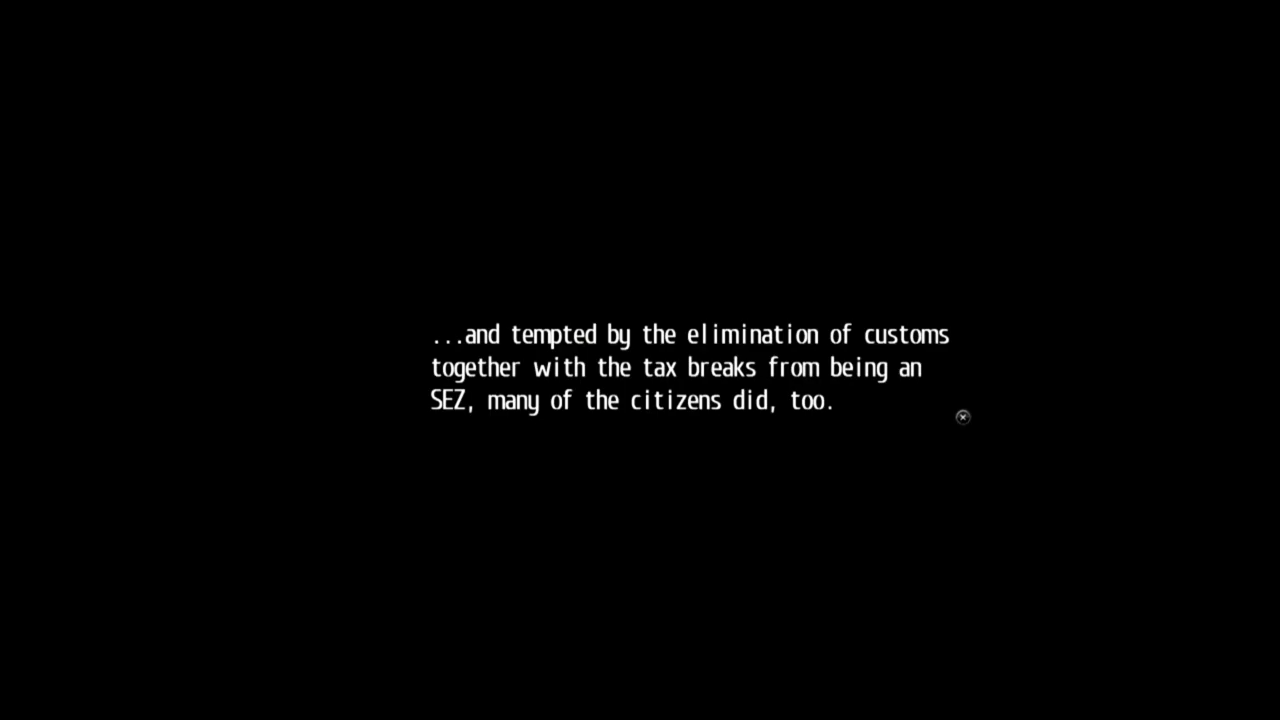 ...and tempted by the elimination of customs
together with the tax breaks from being an
SEZ, many of the citizens did, too.